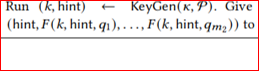 Run (k, hint) ← KeyGen(κ, 𝒫). Give
(hint, F(k, hint, q₁), . . . , F(k, hint, qₘ₂)) to